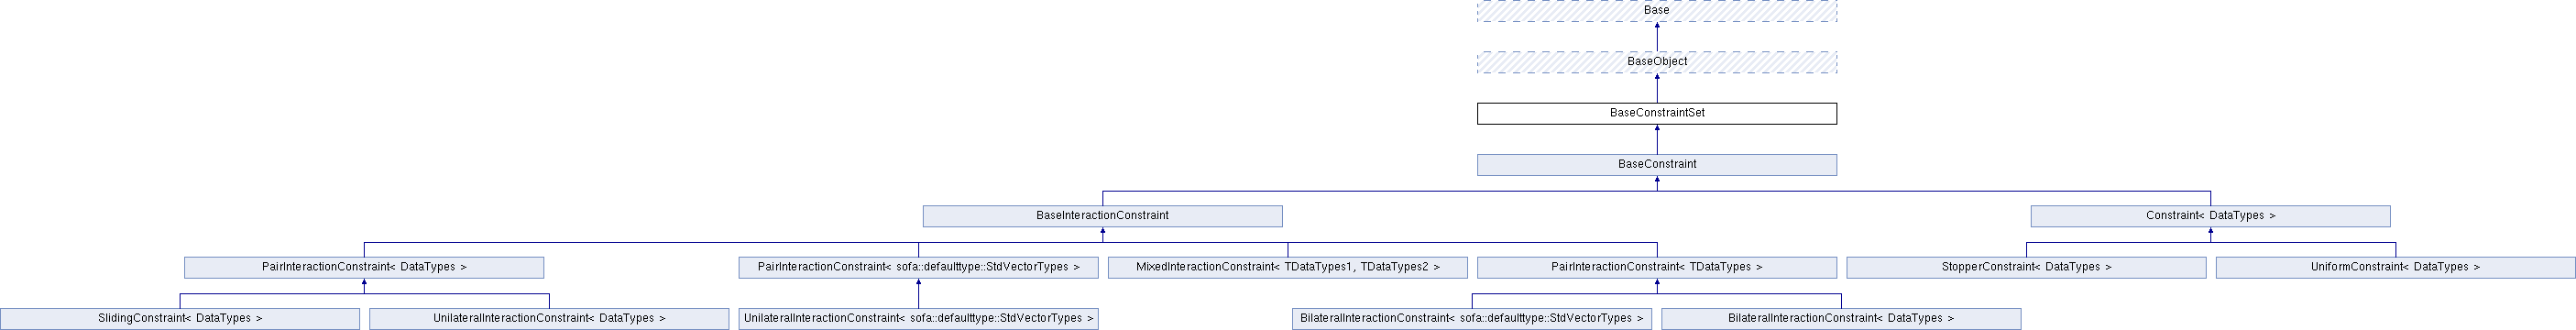 Base
BaseObject
BaseConstraintSet
BaseConstraint
BaseInteractionConstraint
Constraint< DataTypes >
PairInteractionConstraint< DataTypes >
PairInteractionConstraint< sofa::defaulttype::StdVectorTypes >
MixedInteractionConstraint< TDataTypes1, TDataTypes2 >
PairInteractionConstraint< TDataTypes >
StopperConstraint< DataTypes >
UniformConstraint< DataTypes >
SlidingConstraint< DataTypes >
UnilateralInteractionConstraint< DataTypes >
UnilateralInteractionConstraint< sofa::defaulttype::StdVectorTypes >
BilateralInteractionConstraint< sofa::defaulttype::StdVectorTypes >
BilateralInteractionConstraint< DataTypes >